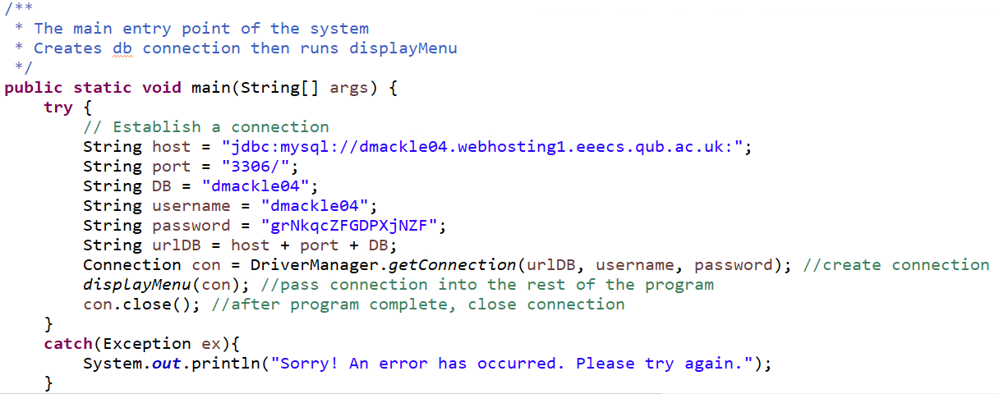 /**
 * The main entry point of the system
 * Creates db connection then runs displayMenu
 */
public static void main(String[] args) {
    try {
        // Establish a connection
        String host = "jdbc:mysql://dmackle04.webhosting1.eeecs.qub.ac.uk:";
        String port = "3306/";
        String DB = "dmackle04";
        String username = "dmackle04";
        String password = "grNkqcZFGDPXjNZF";
        String urlDB = host + port + DB;
        Connection con = DriverManager.getConnection(urlDB, username, password); //create connection
        displayMenu(con); //pass connection into the rest of the program
        con.close(); //after program complete, close connection
    }
    catch(Exception ex){
        System.out.println("Sorry! An error has occurred. Please try again.");
    }